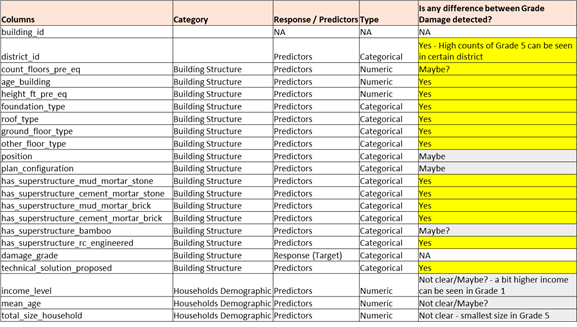 Is any difference between Grade
Columns Category Response / Predictors Type Damage detected?
building_id NA NA NA
Yes - High counts of Grade 5 can be seen in
district_id Predictors Categorical certain district
count_floors_pre_eq Building Structure Predictors Numeric Maybe?
age_building Building Structure Predictors Numeric Yes
height_ft_pre_eq Building Structure Predictors Numeric Yes
foundation_type Building Structure Predictors Categorical Yes
roof_type Building Structure Predictors Categorical Yes
ground_floor_type Building Structure Predictors Categorical Yes
other_floor_type Building Structure Predictors Categorical Yes
position Building Structure Predictors Categorical Maybe
plan_configuration Building Structure Predictors Categorical Maybe
has_superstructure_mud_mortar_stone Building Structure Predictors Categorical Yes
has_superstructure_cement_mortar_stone Building Structure Predictors Categorical Yes
has_superstructure_mud_mortar_brick Building Structure Predictors Categorical Yes
has_superstructure_cement_mortar_brick Building Structure Predictors Categorical Yes
has_superstructure_bamboo Building Structure Predictors Categorical Maybe?
has_superstructure_rc_engineered Building Structure Predictors Categorical Yes
damage_grade Building Structure Response (Target) Categorical NA
technical_solution_proposed Building Structure Predictors Categorical Yes
Not clear/Maybe? - a bit higher income
income_level Households Demographic Predictors Numeric can be seen in Grade 1
mean_age Households Demographic Predictors Numeric Not clear/Maybe?
total_size_household Households Demographic Predictors Numeric Not clear - smallest size in Grade 5